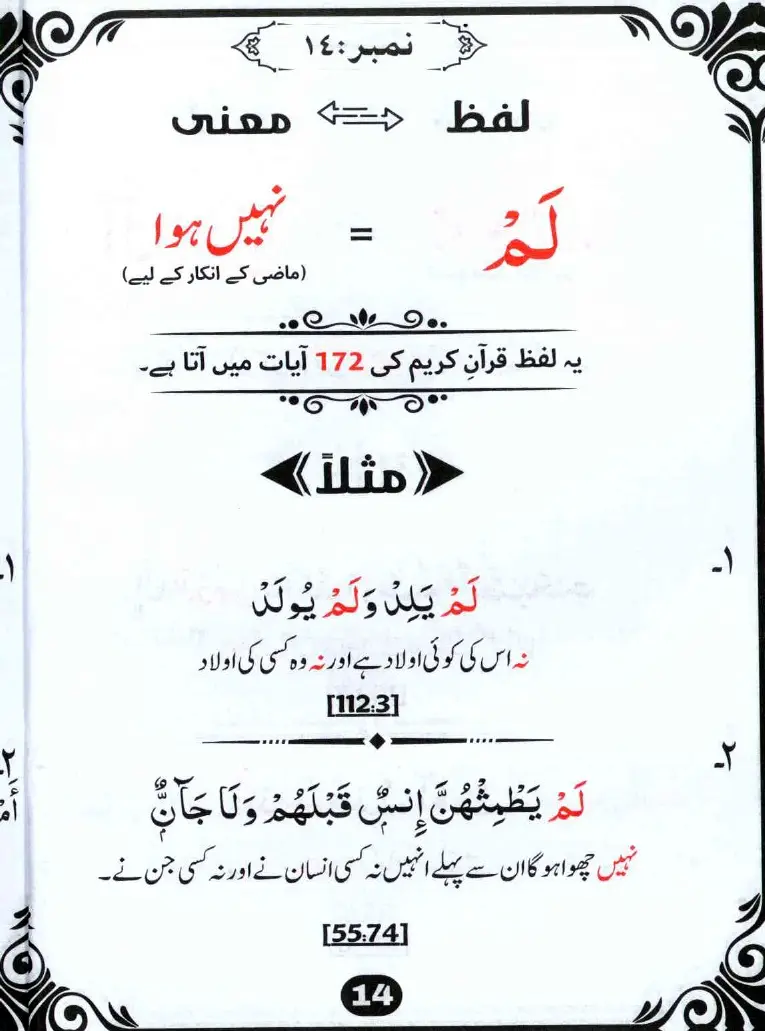 نمبر:١٤
لفظ ⇐⇒ معنی
لَمْ = نہیں ہوا
(ماضی کے انکار کے لیے)
یہ لفظ قرآنِ کریم کی 172 آیات میں آتا ہے۔
مثلاً
١۔
لَمْ يَلِدْ وَلَمْ يُولَدْ
نہ اس کی کوئی اولاد ہے اور نہ وہ کسی کی اولاد
[112:3]
٢۔
لَمْ يَطْمِثْهُنَّ إِنسٌ قَبْلَهُمْ وَلَا جَآنٌّ
نہیں چھوا ہوگا ان سے پہلے انہیں نہ کسی انسان نے اور نہ کسی جن نے۔
[55:74]
14